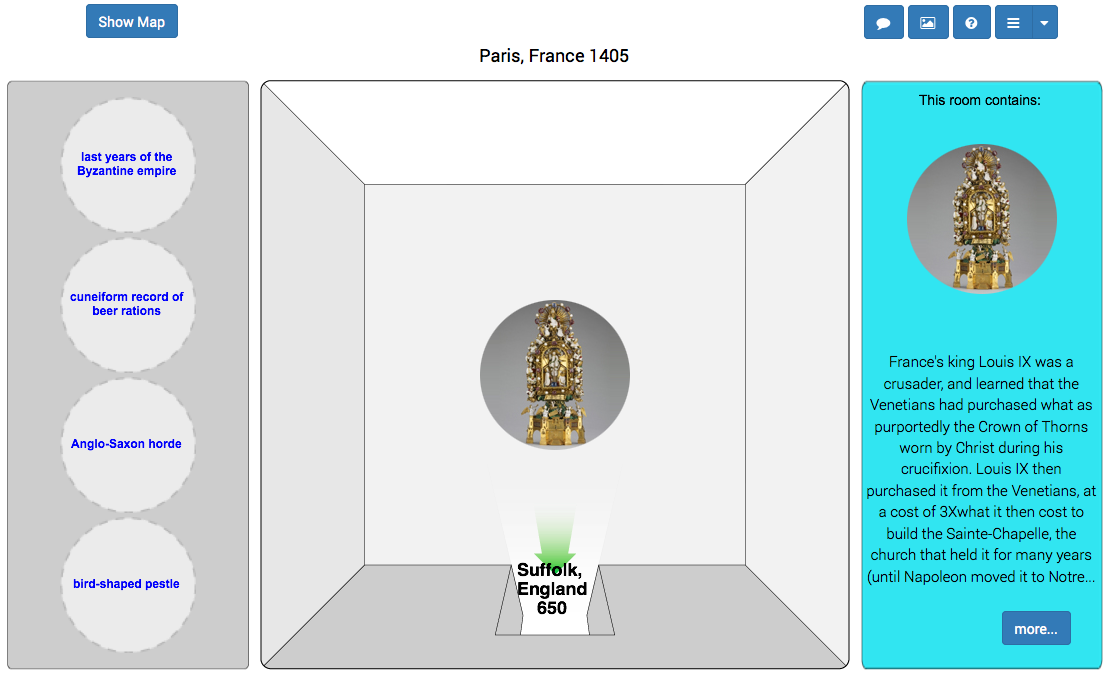 Show Map
Paris, France 1405
last years of the
Byzantine empire
cuneiform record of
beer rations
Anglo-Saxon horde
bird-shaped pestle
Suffolk,
England
650
This room contains:
France's king Louis IX was a
crusader, and learned that the
Venetians had purchased what as
purportedly the Crown of Thorns
worn by Christ during his
crucifixion. Louis IX then
purchased it from the Venetians, at
a cost of 3Xwhat it then cost to
build the Sainte-Chapelle, the
church that held it for many years
(until Napoleon moved it to Notre...
more...